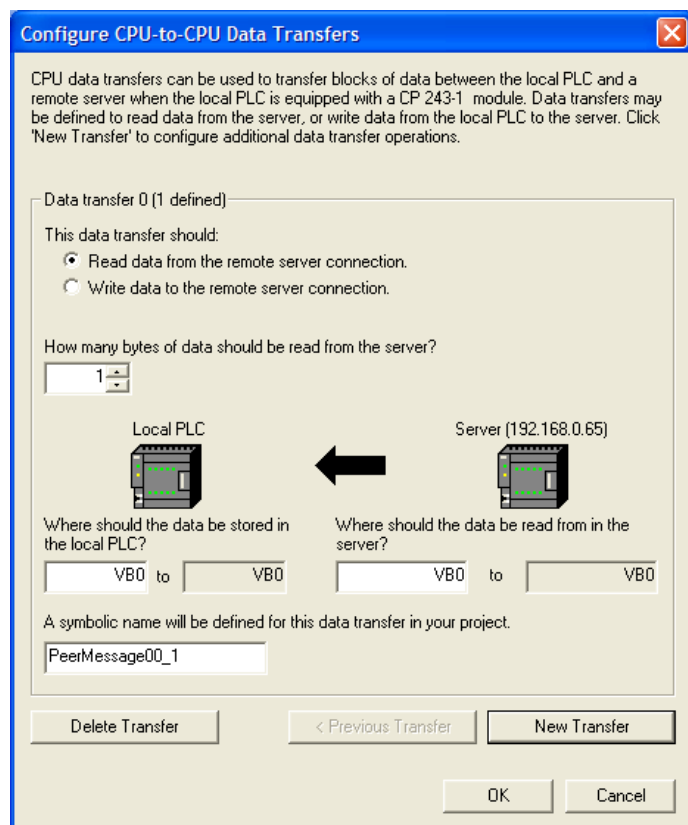 Configure CPU-to-CPU Data Transfers
CPU data transfers can be used to transfer blocks of data between the local PLC and a
remote server when the local PLC is equipped with a CP 243-1 module. Data transfers may
be defined to read data from the server, or write data from the local PLC to the server. Click
'New Transfer' to configure additional data transfer operations.
Data transfer 0 (1 defined)
This data transfer should:
Read data from the remote server connection.
Write data to the remote server connection.
How many bytes of data should be read from the server?
1
Local PLC
Server (192.168.0.65)
Where should the data be stored in
the local PLC?
Where should the data be read from in the
server?
VB0 to VB0
VB0 to VB0
A symbolic name will be defined for this data transfer in your project.
PeerMessage00_1
Delete Transfer
< Previous Transfer
New Transfer
OK
Cancel